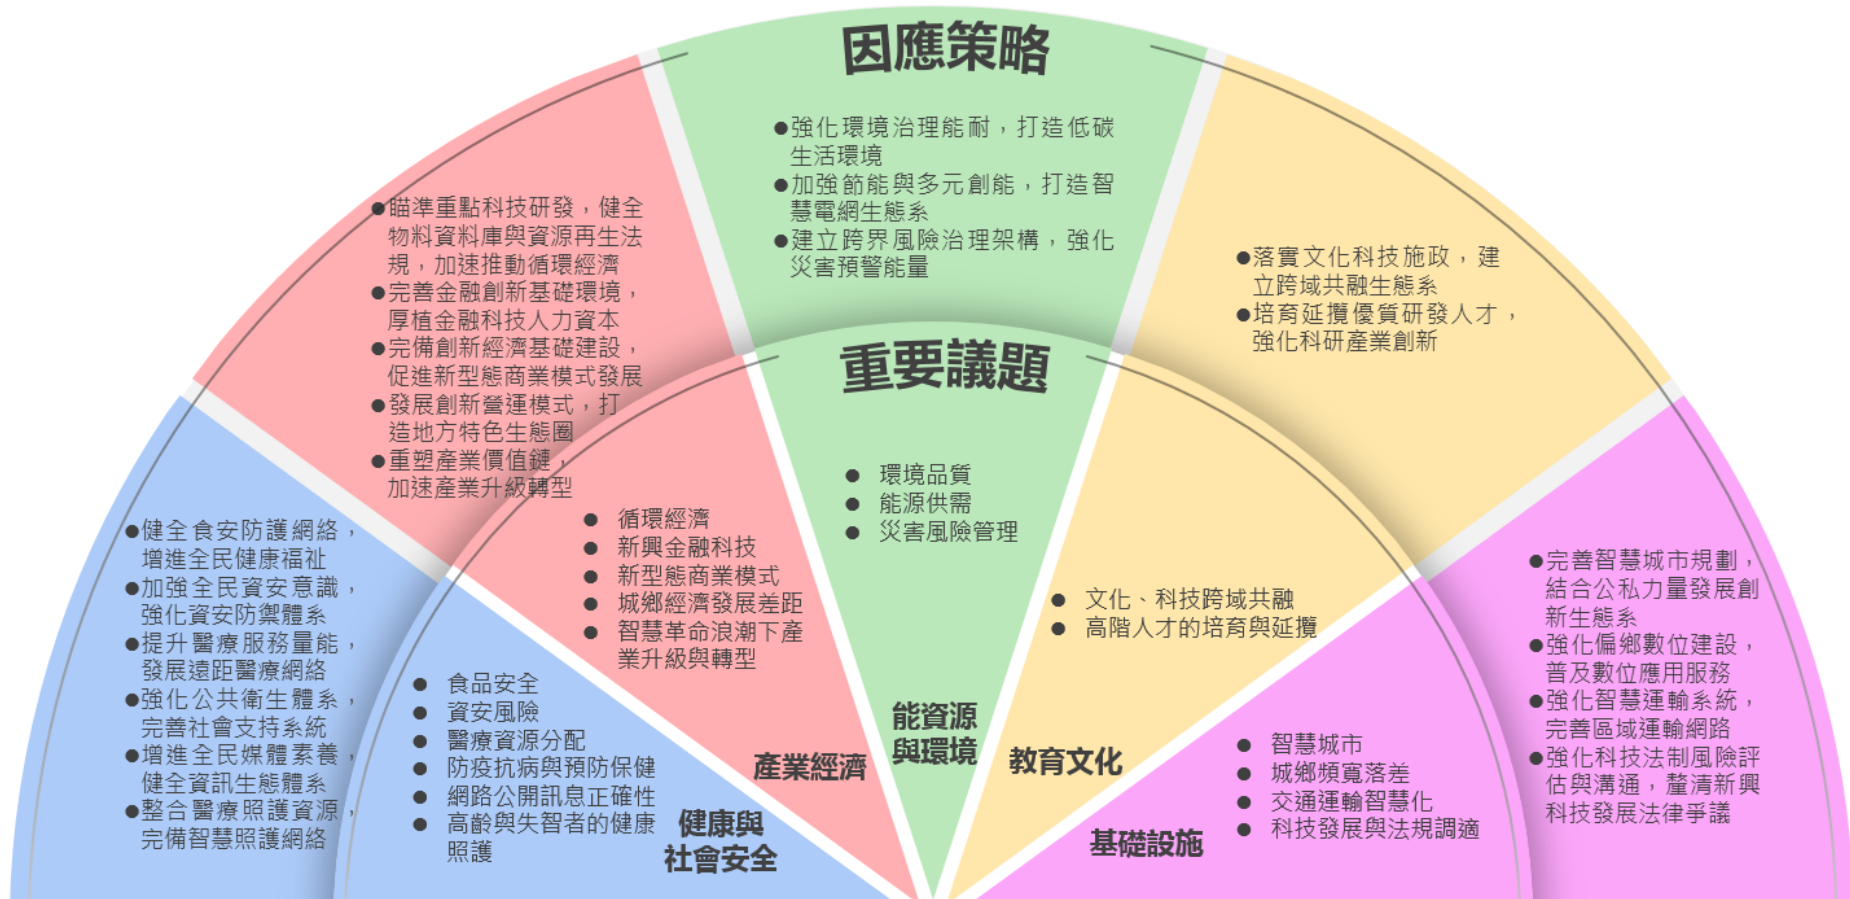 因應策略
●強化環境治理能耐，打造低碳
生活環境
●加強節能與多元創能，打造智
慧電網生態系
●建立跨界風險治理架構，強化
災害預警能量
●瞄準重點科技研發，健全
物料資料庫與資源再生法
規，加速推動循環經濟
●完善金融創新基礎環境，
厚植金融科技人力資本
●完備創新經濟基礎建設，
促進新型態商業模式發展
●發展創新營運模式，打
造地方特色生態圈
●重塑產業價值鏈，
加速產業升級轉型
●落實文化科技施政，建
立跨域共融生態系
●培育延攬優質研發人才，
強化科研產業創新
●健全食安防護網絡，
增進全民健康福祉
●加強全民資安意識，
強化資安防禦體系
●提升醫療服務量能，
發展遠距醫療網絡
●強化公共衛生體系，
完善社會支持系統
●增進全民媒體素養，
健全資訊生態體系
●整合醫療照護資源，
完備智慧照護網絡
●完善智慧城市規劃，
結合公私力量發展創
新生態系
●強化偏鄉數位建設，
普及數位應用服務
●強化智慧運輸系統，
完善區域運輸網路
●強化科技法制風險評
估與溝通，釐清新興
科技發展法律爭議
重要議題
● 環境品質
● 能源供需
● 災害風險管理
能資源
與環境
● 循環經濟
● 新興金融科技
● 新型態商業模式
● 城鄉經濟發展差距
● 智慧革命浪潮下產
業升級與轉型
產業經濟
● 文化、科技跨域共融
● 高階人才的培育與延攬
教育文化
● 食品安全
● 資安風險
● 醫療資源分配
● 防疫抗病與預防保健
● 網路公開訊息正確性
● 高齡與失智者的健康
照護
健康與
社會安全
● 智慧城市
● 城鄉頻寬落差
● 交通運輸智慧化
● 科技發展與法規調適
基礎設施